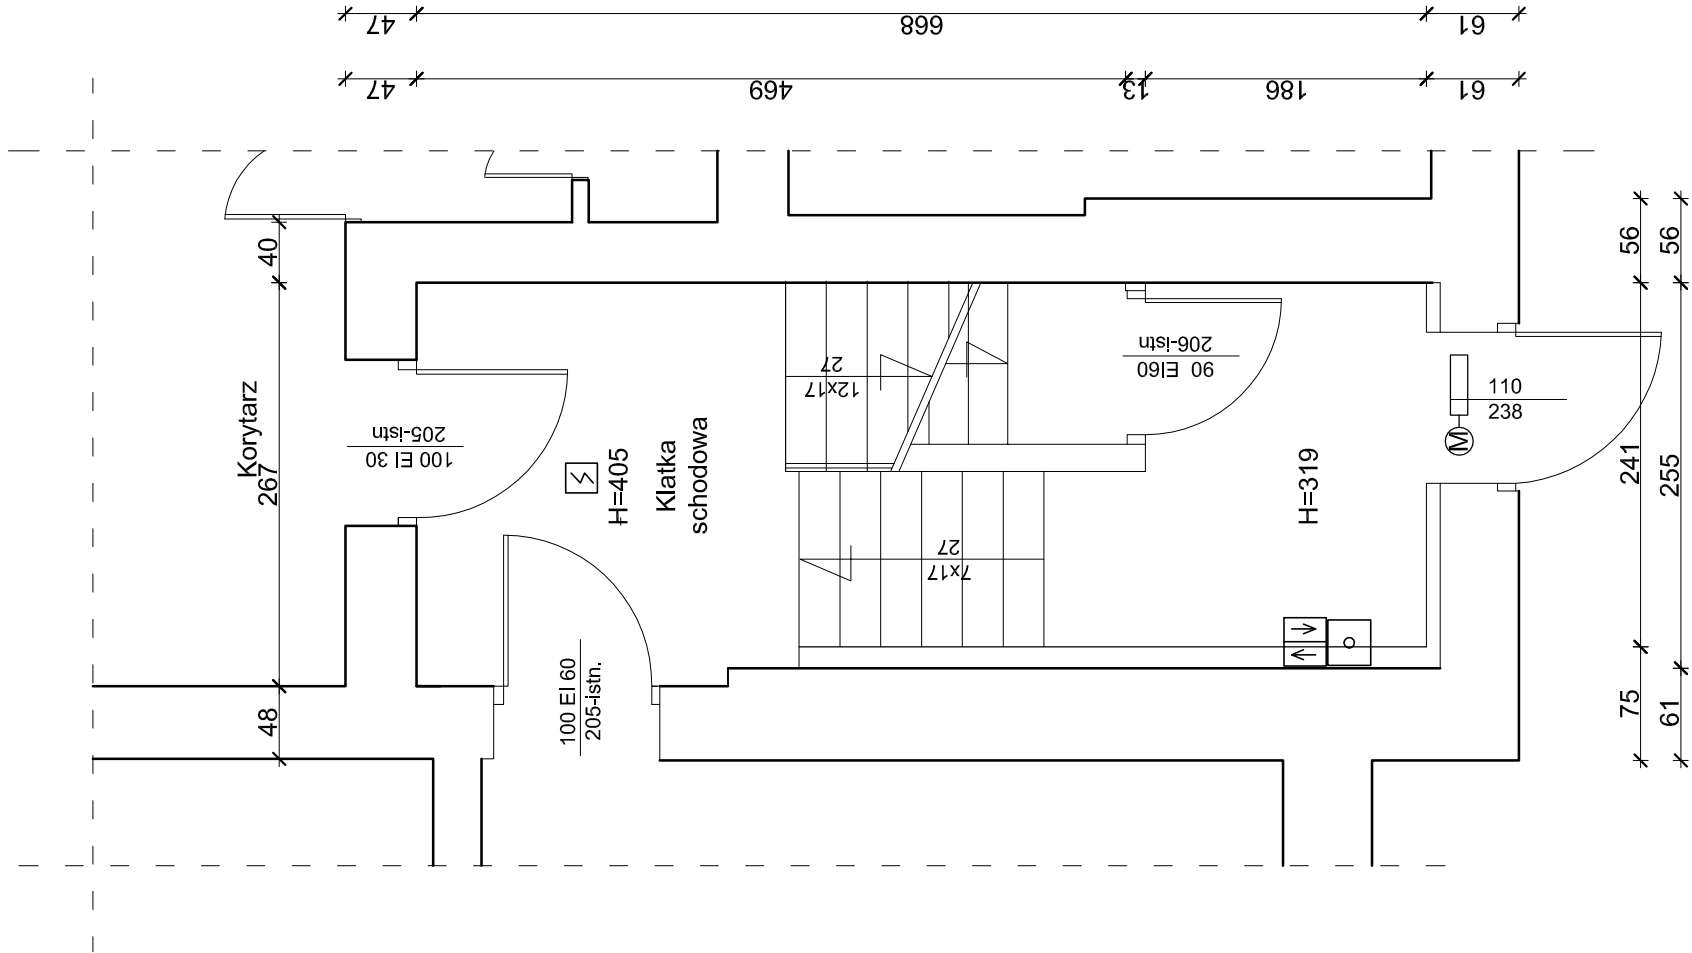 47
668
61
47
469
13
186
61
40
267
48
Korytarz
205-istn
100 EI 30
H=405
Klatka
schodowa
27
12x17
27
7x17
206-istn
90 EI60
H=319
110
238
M
100 EI 60
205-istn.
56
241
75
56
255
61